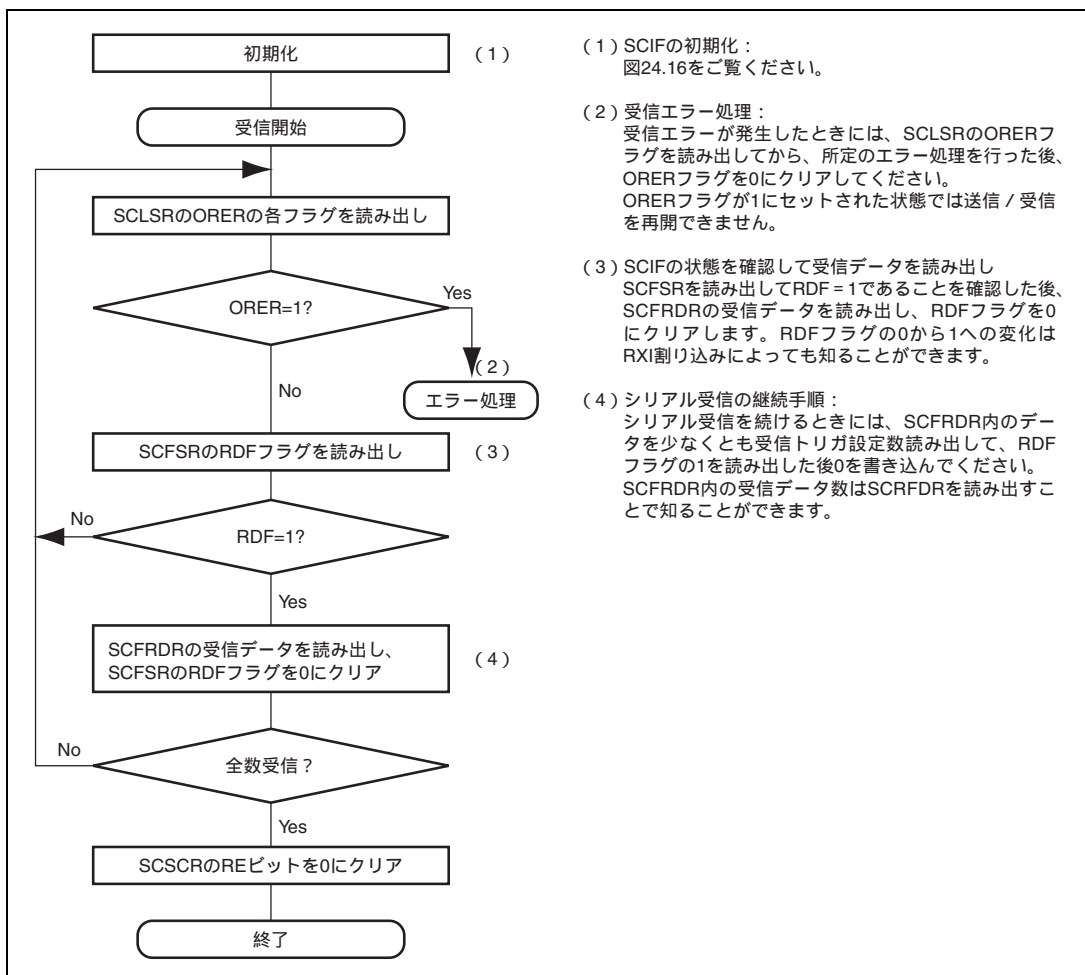 初期化
(1)
受信開始
SCLSRのORERの各フラグを読み出し
ORER=1?
Yes
(2)
No
エラー処理
SCFSRのRDFフラグを読み出し
(3)
No
RDF=1?
Yes
SCFRDRの受信データを読み出し、
SCFSRのRDFフラグを0にクリア
(4)
No
全数受信？
Yes
SCSCRのREビットを0にクリア
終了
(1)SCIFの初期化：
図24.16をご覧ください。
(2)受信エラー処理：
受信エラーが発生したときには、SCLSRのORERフ
ラグを読み出してから、所定のエラー処理を行った後、
ORERフラグを0にクリアしてください。
ORERフラグが1にセットされた状態では送信 / 受信
を再開できません。
(3)SCIFの状態を確認して受信データを読み出し
SCFSRを読み出してRDF = 1であることを確認した後、
SCFRDRの受信データを読み出し、RDFフラグを0
にクリアします。RDFフラグの0から1への変化は
RXI割り込みによっても知ることができます。
(4)シリアル受信の継続手順：
シリアル受信を続けるときには、SCFRDR内のデー
タを少なくとも受信トリガ設定数読み出して、RDF
フラグの1を読み出した後0を書き込んでください。
SCFRDR内の受信データ数はSCRFDRを読み出すこ
とで知ることができます。